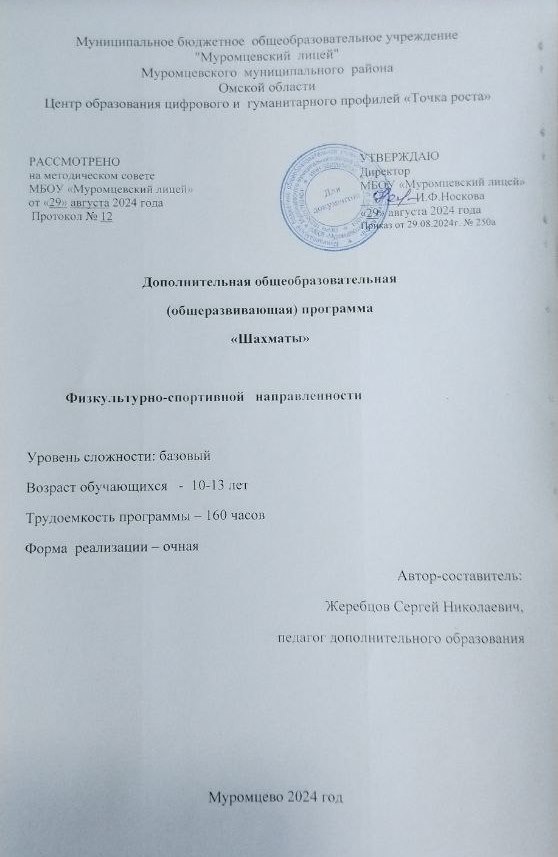 Муниципальное бюджетное общеобразовательное учреждение
"Муромцевский лицей"
Муромцевского муниципального района
Омской области
Центр образования цифрового и гуманитарного профилей «Точка роста»
РАССМОТРЕНО
на методическом совете
МБОУ «Муромцевский лицей»
от «29» августа 2024 года
Протокол № 12
УТВЕРЖДАЮ
Директор
МБОУ «Муромцевский лицей»
И.Ф.Носкова
«29» августа 2024 года
Приказ от 29.08.2024г. № 250а
Для
документов
Дополнительная общеобразовательная
(общеразвивающая) программа
«Шахматы»
Физкультурно-спортивной направленности
Уровень сложности: базовый
Возраст обучающихся - 10-13 лет
Трудоемкость программы – 160 часов
Форма реализации – очная
Автор-составитель:
Жеребцов Сергей Николаевич,
педагог дополнительного образования
Муромцево 2024 год